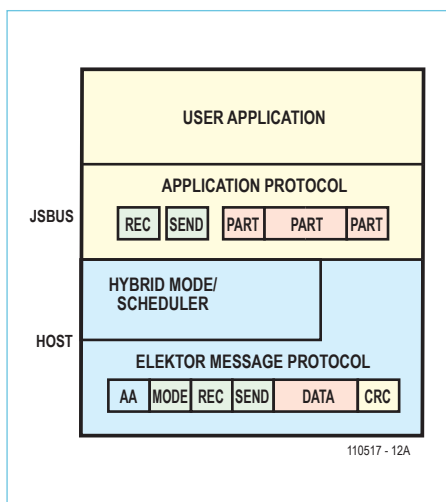 USER APPLICATION
APPLICATION PROTOCOL
JSBUS
REC SEND PART PART PART
HYBRID MODE/
SCHEDULER
HOST
ELEKTOR MESSAGE PROTOCOL
AA MODE REC SEND DATA CRC
110517 - 12A